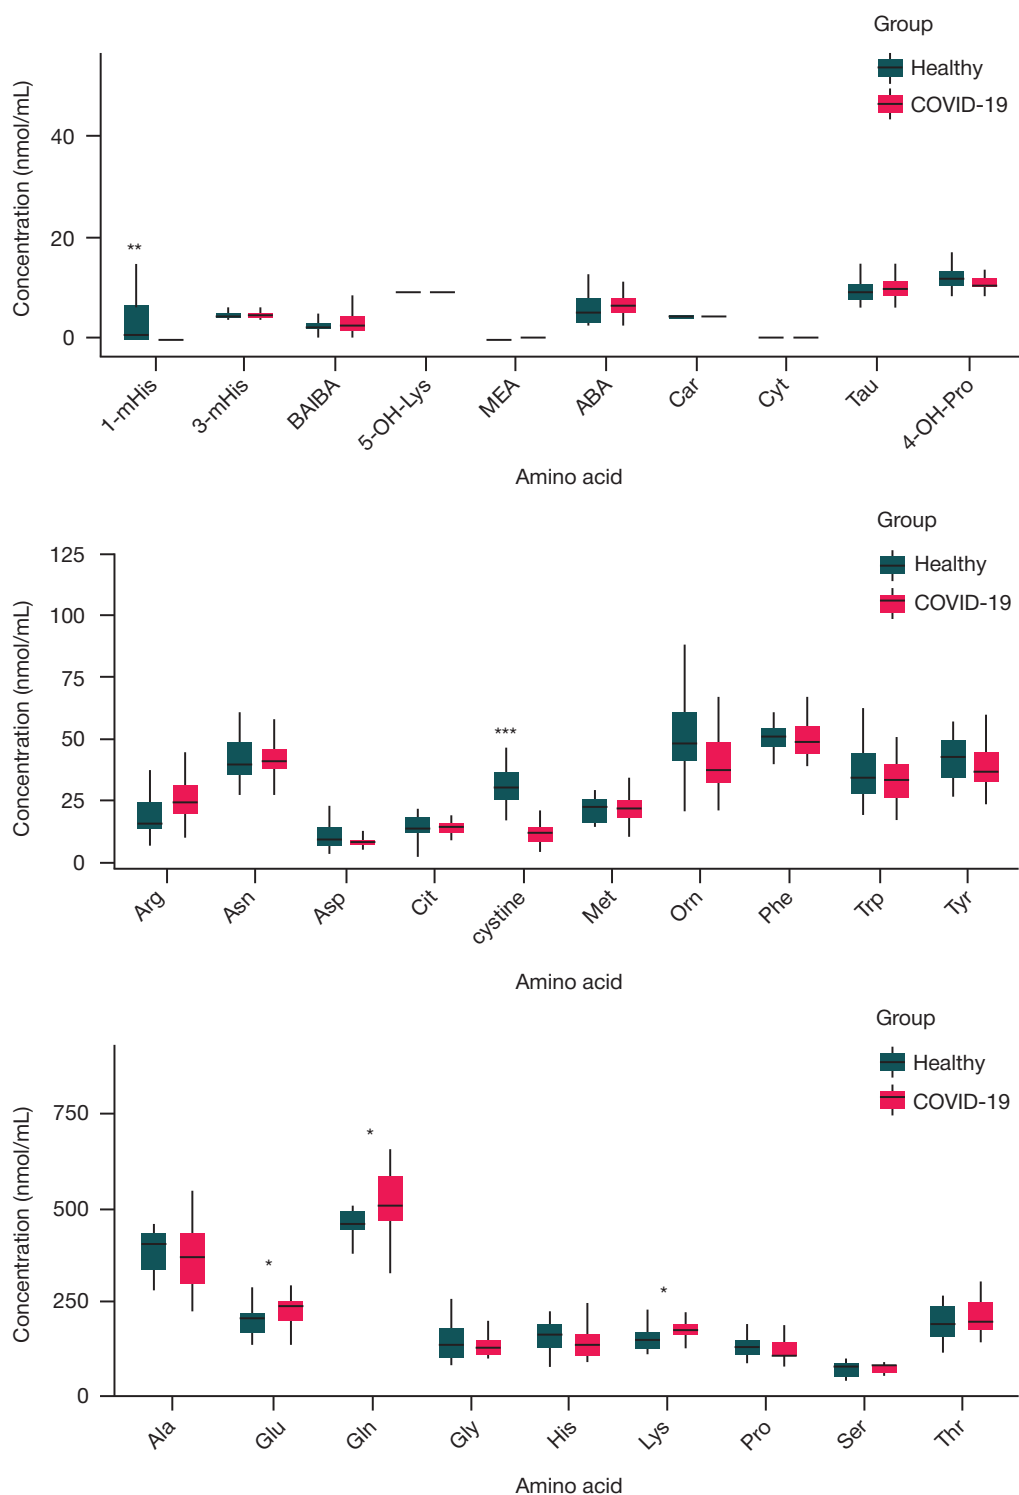 Group
Healthy
COVID-19
Concentration (nmol/mL)
40
20
0
**
1-mHis
3-mHis
BAIBA
5-OH-Lys
MEA
ABA
Car
Cyt
Tau
4-OH-Pro
Amino acid
Group
Healthy
COVID-19
Concentration (nmol/mL)
125
100
75
50
25
0
***
Arg
Asn
Asp
Cit
cystine
Met
Orn
Phe
Trp
Tyr
Amino acid
Group
Healthy
COVID-19
Concentration (nmol/mL)
750
500
250
0
*
*
*
Ala
Glu
Gln
Gly
His
Lys
Pro
Ser
Thr
Amino acid